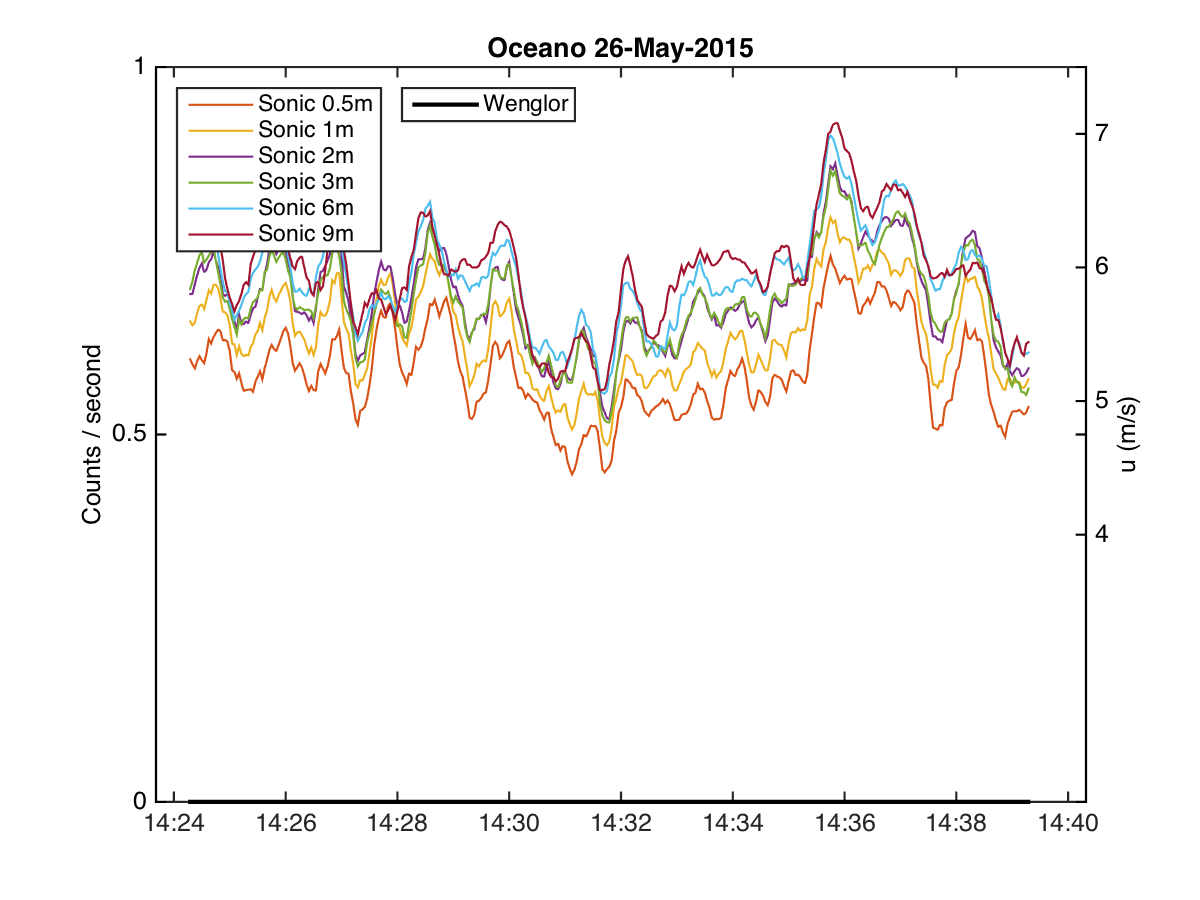 Oceano 26-May-2015
1
Sonic 0.5m
Wenglor
Sonic 1m
7
Sonic 2m
Sonic 3m
Sonic 6m
Sonic 9m
6
Counts / second
5
u (m/s)
0.5
4
0
14:24 14:26 14:28 14:30 14:32 14:34 14:36 14:38 14:40